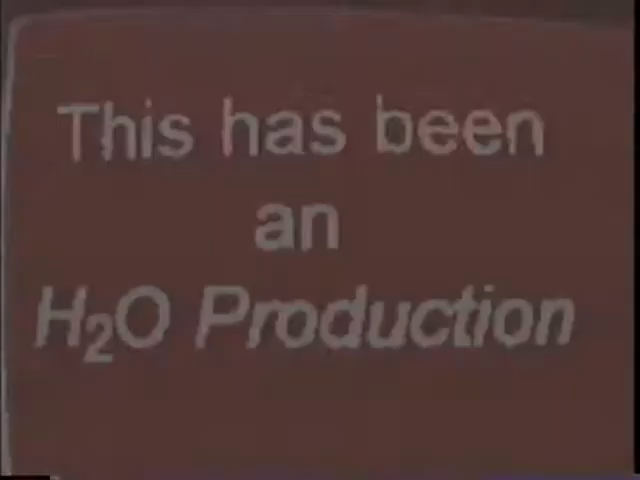 This has been
an
H₂O Production